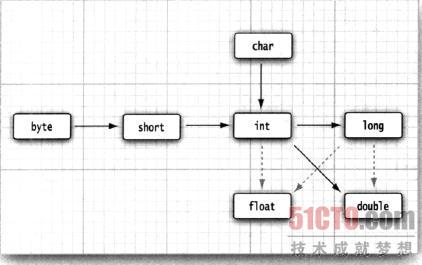 char
byte
short
int
long
float
double
51CTO.com
技术成就梦想